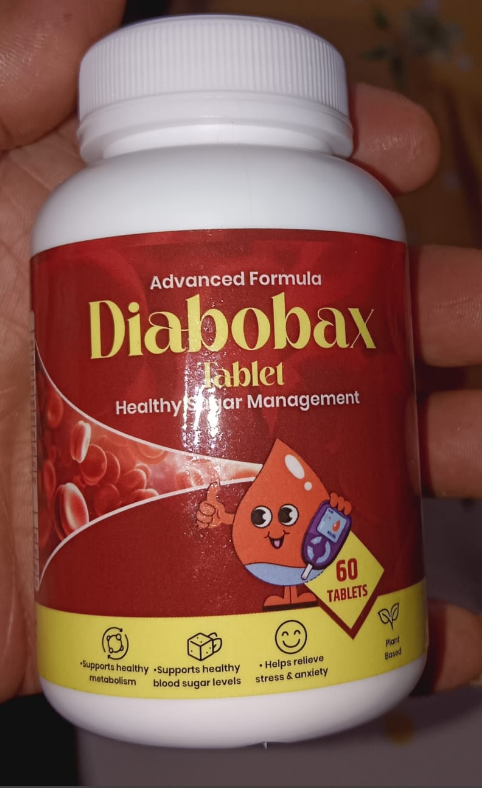 Advanced Formula
Diabobax
Tablet
Healthy Sugar Management
60
TABLETS
•Supports healthy
metabolism
•Supports healthy
blood sugar levels
• Helps relieve
stress & anxiety
Plant
Based